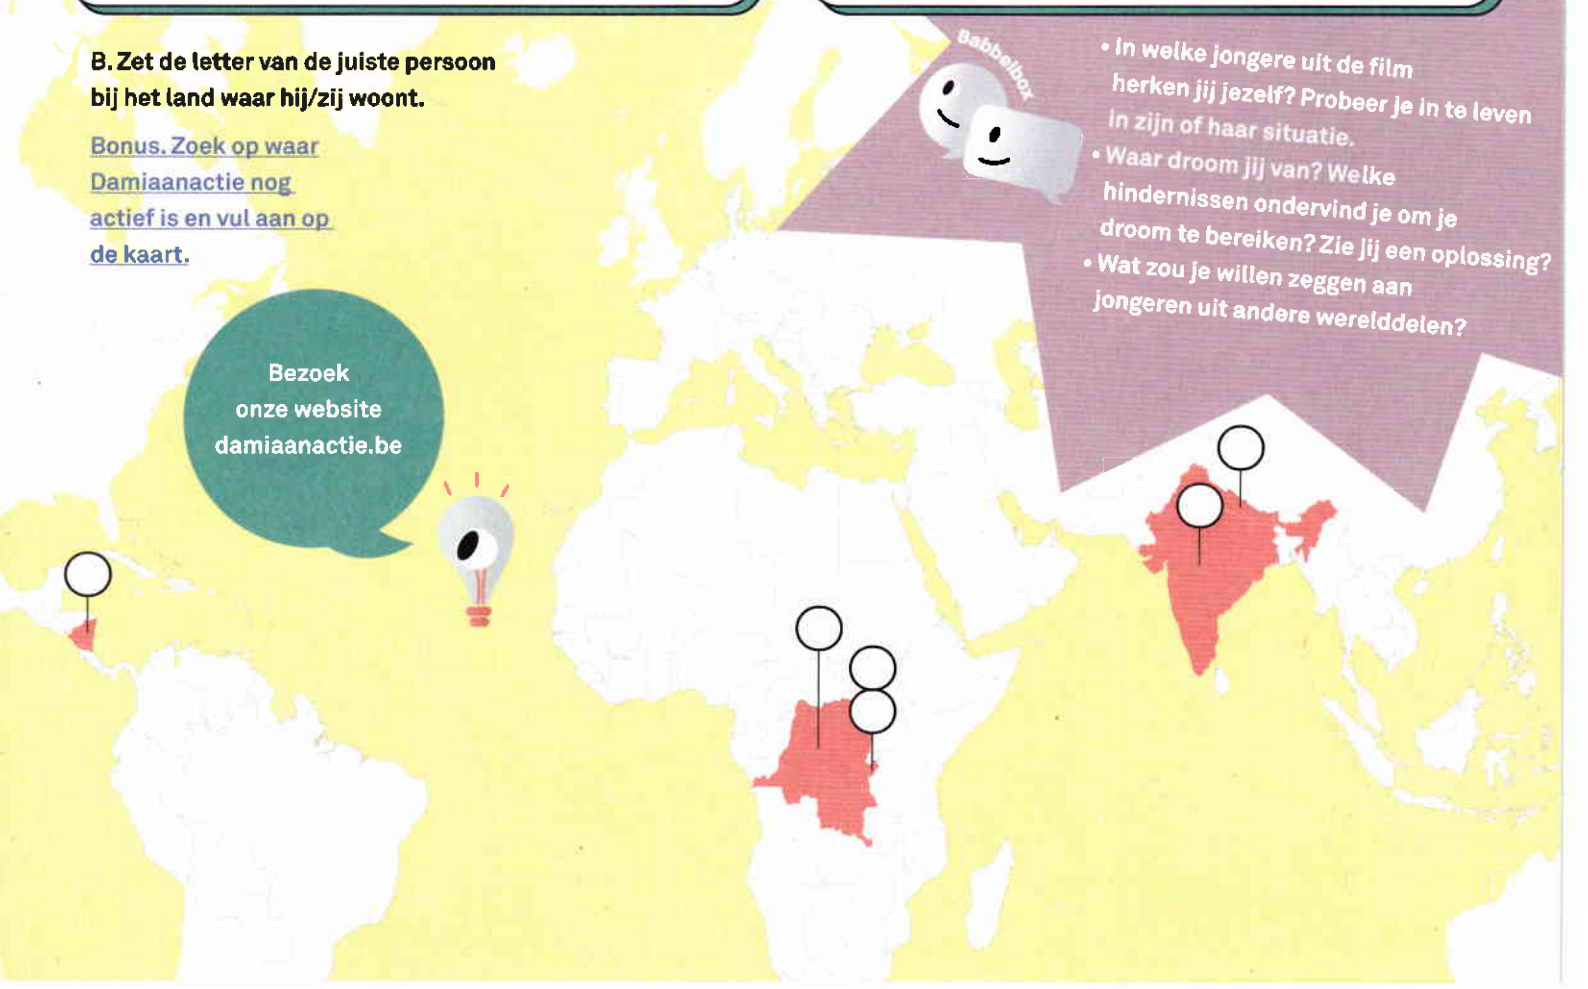 B. Zet de letter van de juiste persoon
bij het land waar hij/zij woont.
Bonus. Zoek op waar
Damiaanactie nog
actief is en vul aan op
de kaart.
Bezoek
onze website
damiaanactie.be
Babbelbox
• In welke jongere uit de film
herken jij jezelf? Probeer je in te leven
in zijn of haar situatie.
• Waar droom jij van? Welke
hindernissen ondervind je om je
droom te bereiken? Zie jij een oplossing?
• Wat zou je willen zeggen aan
jongeren uit andere werelddelen?